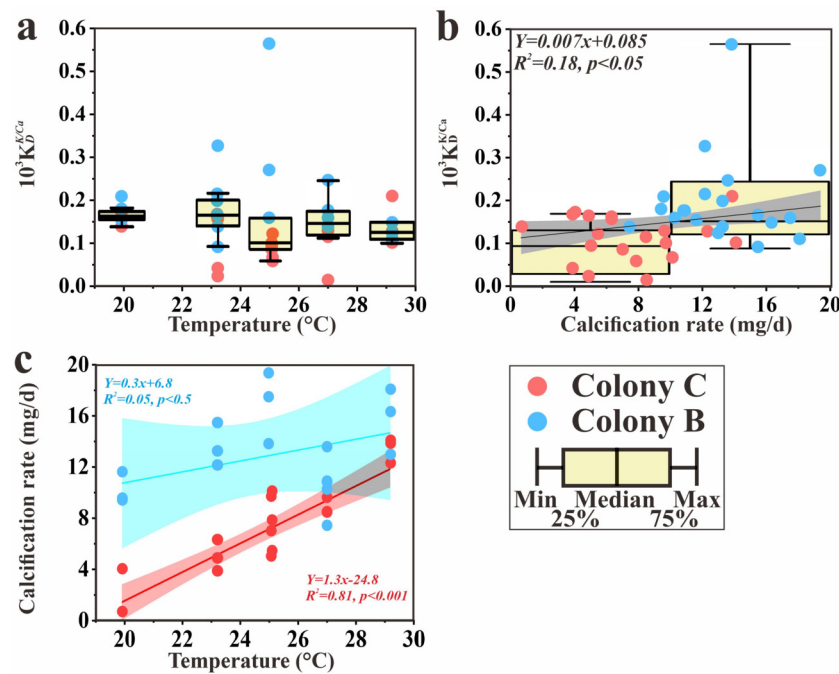 a
10³K_D^{K/Ca}
0.6
0.5
0.4
0.3
0.2
0.1
0.0
20 22 24 26 28 30
Temperature (°C)
b
10³K_D^{K/Ca}
Y=0.007x+0.085
R²=0.18, p<0.05
0.6
0.5
0.4
0.3
0.2
0.1
0.0
0 4 8 12 16 20
Calcification rate (mg/d)
c
Calcification rate (mg/d)
20
16
12
8
4
0
Y=0.3x+6.8
R²=0.05, p<0.5
Y=1.3x-24.8
R²=0.81, p<0.001
20 22 24 26 28 30
Temperature (°C)
Colony C
Colony B
Min Median Max
25% 75%